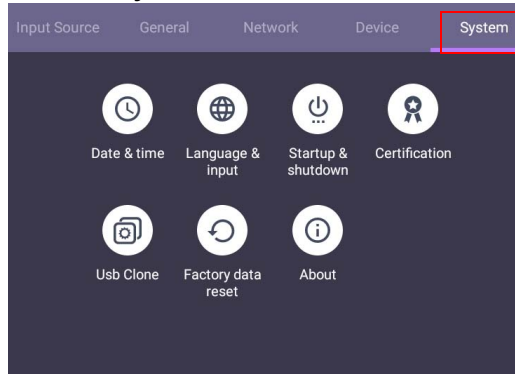 Input Source General Network Device System
Date & time Language & input Startup & shutdown Certification
Usb Clone Factory data reset About